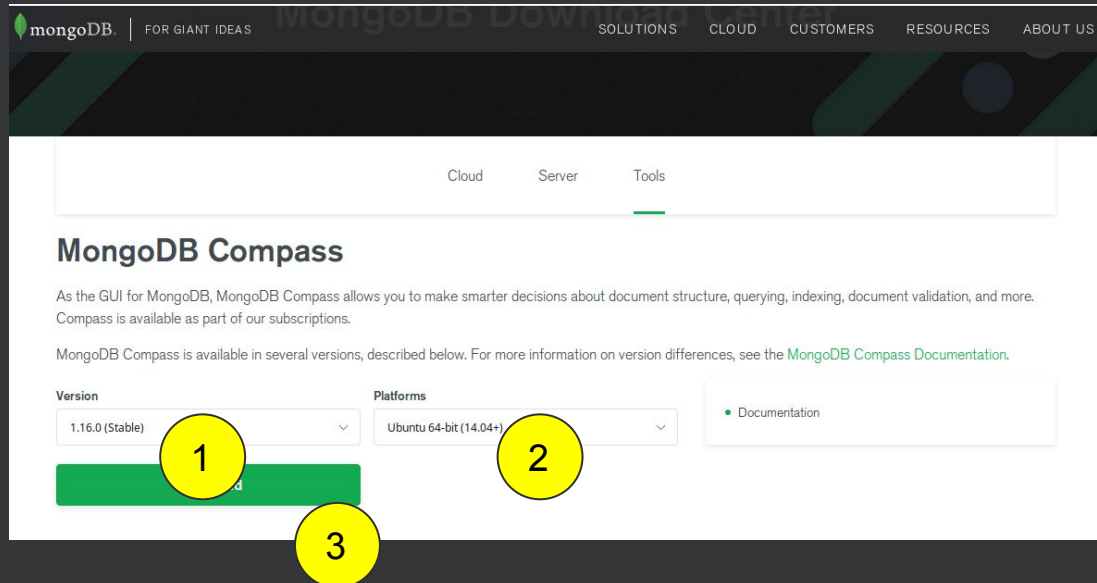 MongoDB Download Center
mongoDB. FOR GIANT IDEAS SOLUTIONS CLOUD CUSTOMERS RESOURCES ABOUT US
Cloud Server Tools
MongoDB Compass
As the GUI for MongoDB, MongoDB Compass allows you to make smarter decisions about document structure, querying, indexing, document validation, and more.
Compass is available as part of our subscriptions.
MongoDB Compass is available in several versions, described below. For more information on version differences, see the MongoDB Compass Documentation.
Version Platforms
1.16.0 (Stable) Ubuntu 64-bit (14.04+) • Documentation
1 2
3